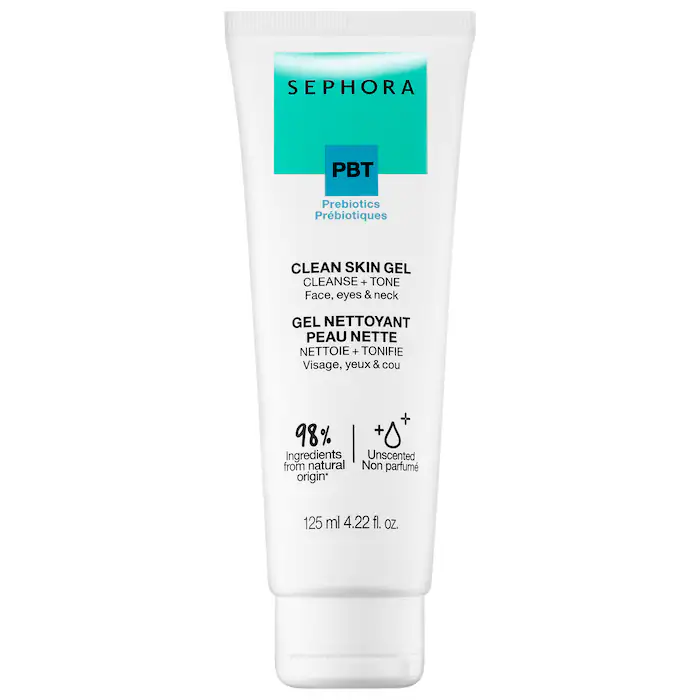 SEPHORA
PBT
Prebiotics
Prébiotiques
CLEAN SKIN GEL
CLEANSE + TONE
Face, eyes & neck
GEL NETTOYANT
PEAU NETTE
NETTOIE + TONIFIE
Visage, yeux & cou
98%
Ingredients
from natural
origin*
Unscented
Non parfumé
125 ml 4.22 fl. oz.